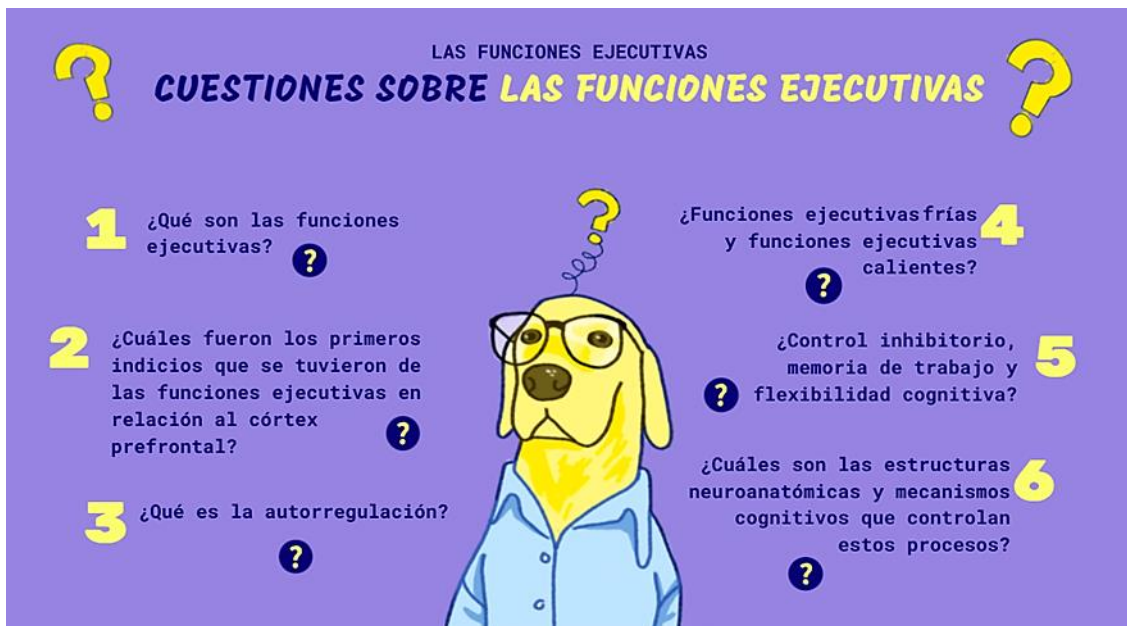 LAS FUNCIONES EJECUTIVAS
CUESTIONES SOBRE LAS FUNCIONES EJECUTIVAS
1
¿Qué son las funciones
ejecutivas?
?
2
¿Cuáles fueron los primeros
indicios que se tuvieron de
las funciones ejecutivas en
relación al córtex
prefrontal?
?
3
¿Qué es la autorregulación?
?
4
¿Funciones ejecutivas frías
y funciones ejecutivas
calientes?
?
5
¿Control inhibitorio,
memoria de trabajo y
flexibilidad cognitiva?
?
6
¿Cuáles son las estructuras
neuroanatómicas y mecanismos
cognitivos que controlan
estos procesos?
?